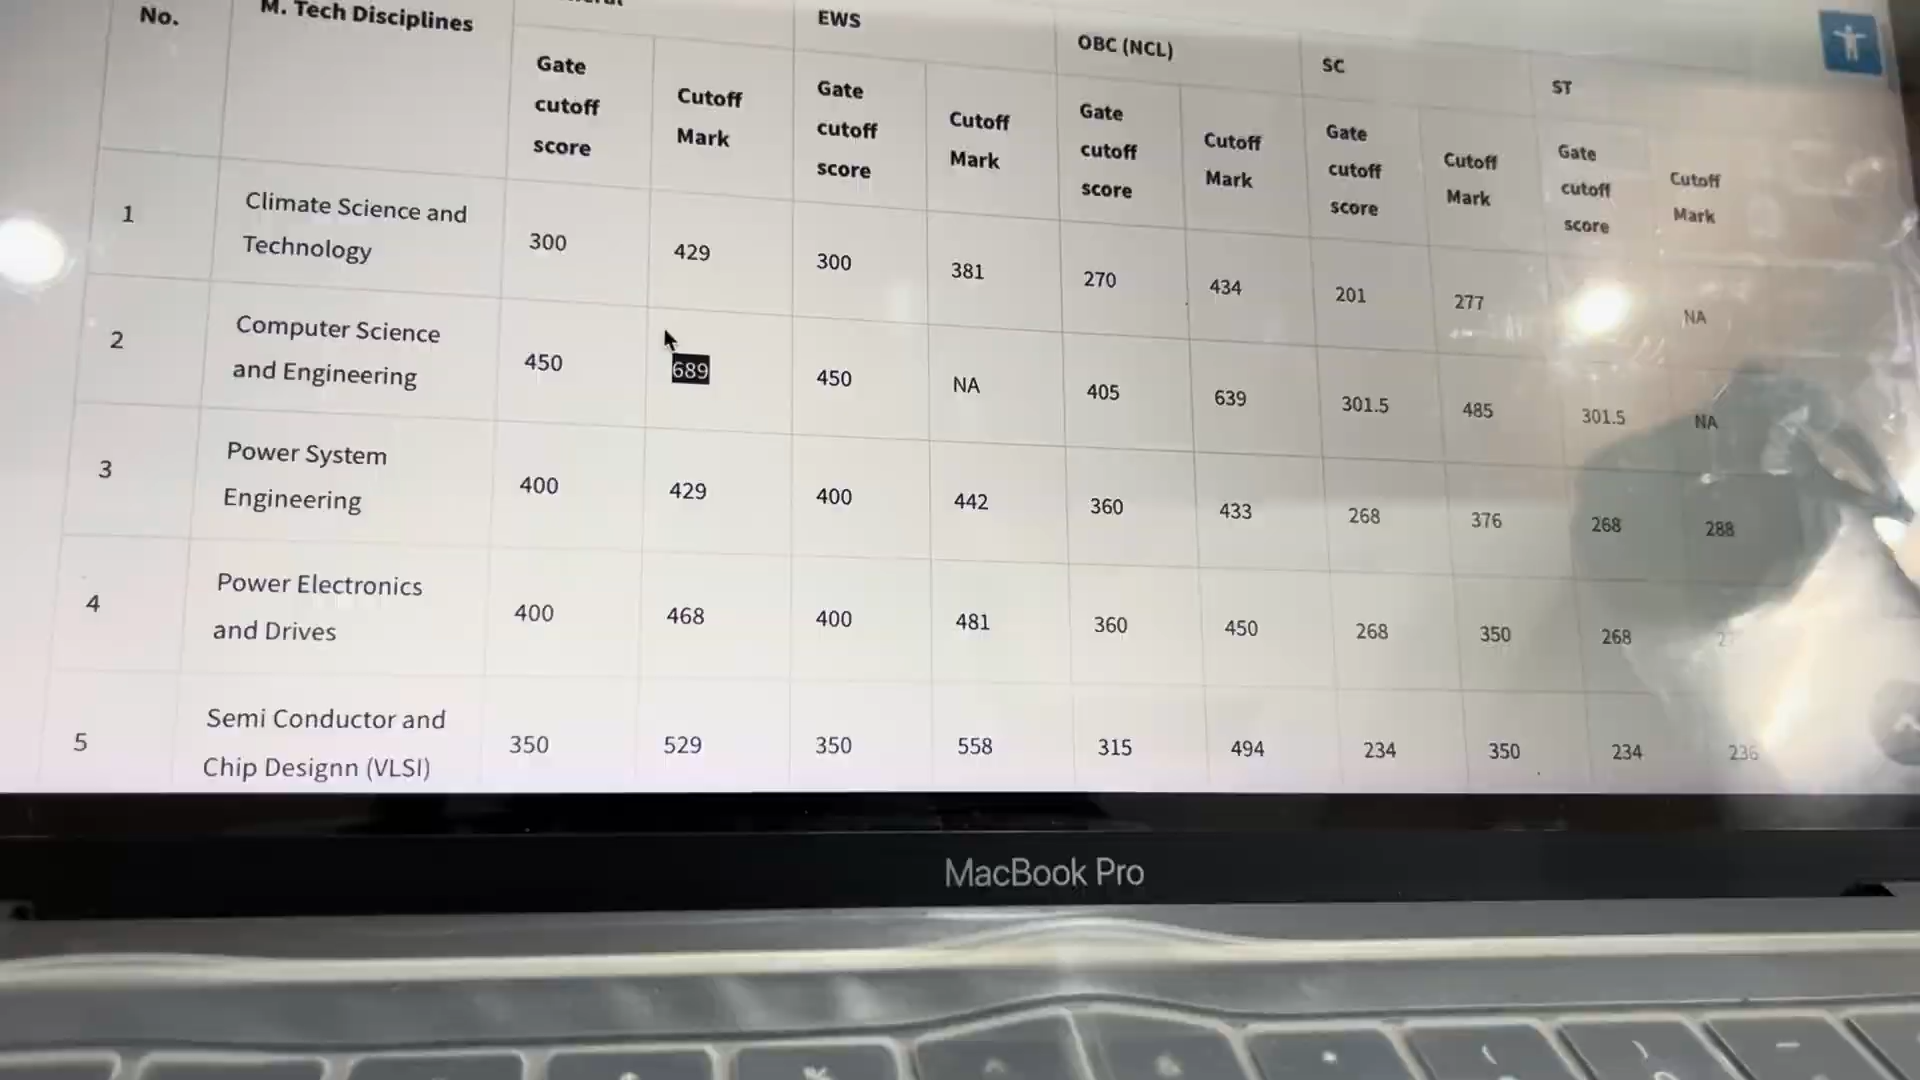 No. M. Tech Disciplines EWS OBC (NCL) SC ST
Gate cutoff score Cutoff Mark Gate cutoff score Cutoff Mark Gate cutoff score Cutoff Mark Gate cutoff score Cutoff Mark Gate cutoff score Cutoff Mark
1 Climate Science and Technology 300 429 300 381 270 434 201 277 NA
2 Computer Science and Engineering 450 689 450 NA 405 639 301.5 485 301.5 NA
3 Power System Engineering 400 429 400 442 360 433 268 376 268 288
4 Power Electronics and Drives 400 468 400 481 360 450 268 350 268
5 Semi Conductor and Chip Designn (VLSI) 350 529 350 558 315 494 234 350 234 236
MacBook Pro